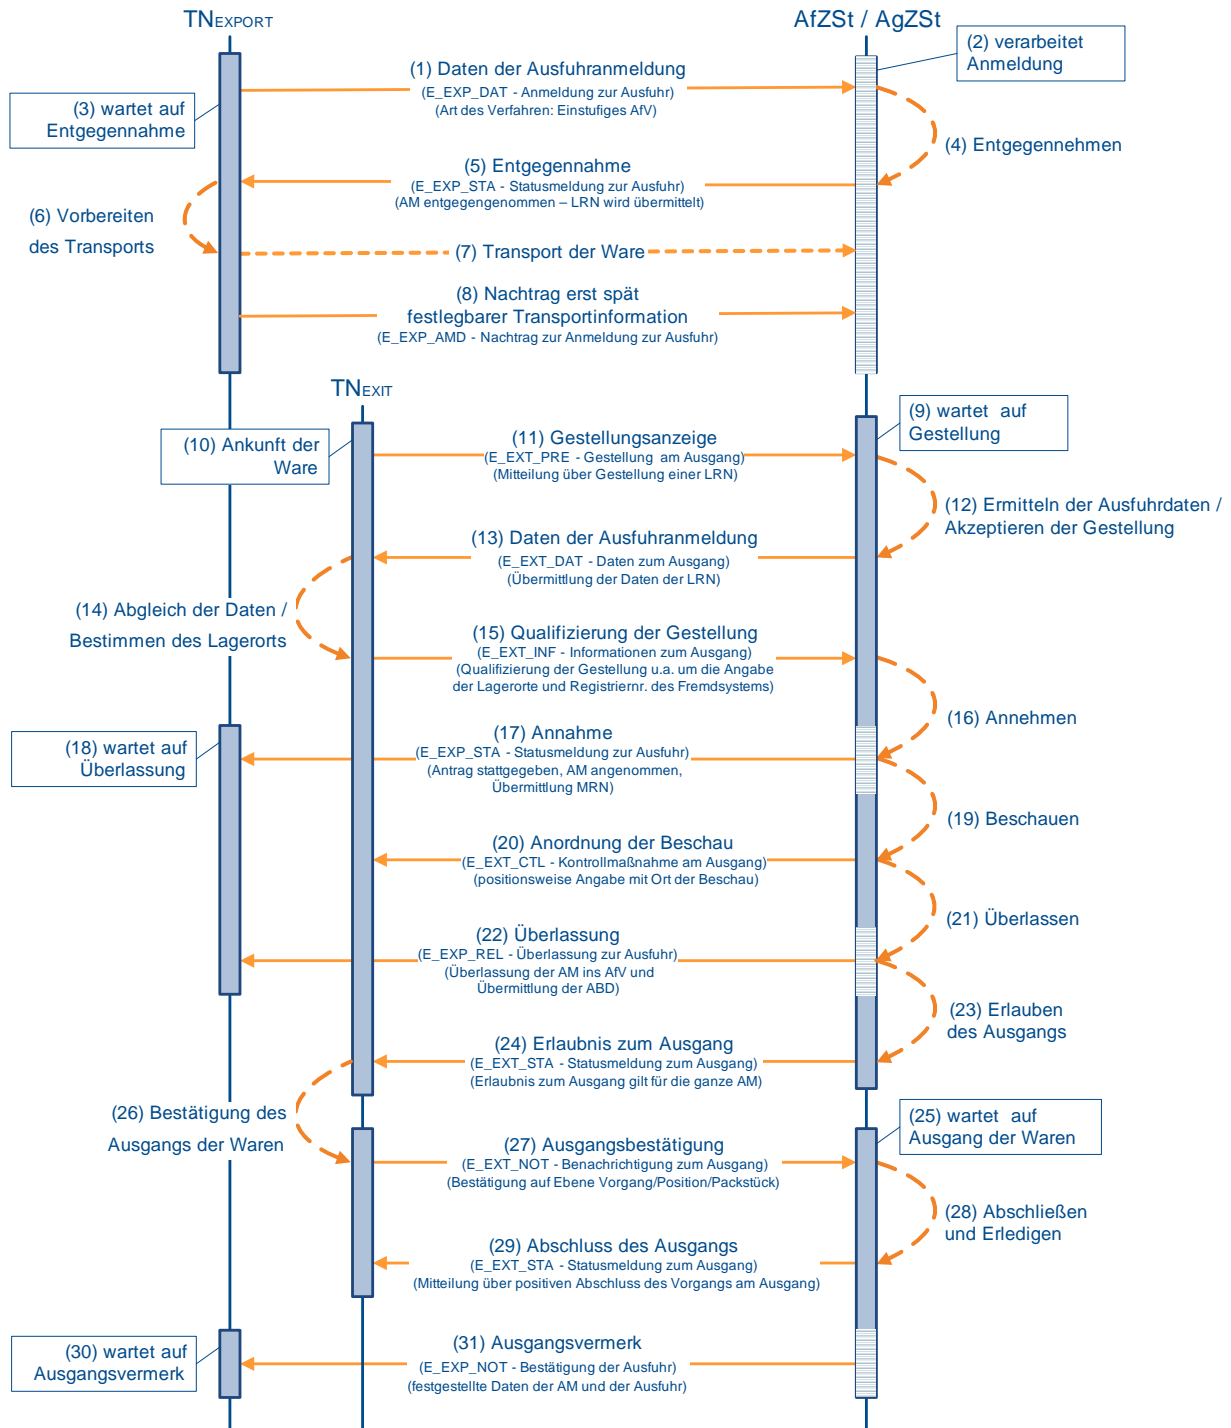 TNEXPORT
AfZSt / AgZSt
(2) verarbeitet
Anmeldung
(1) Daten der Ausfuhranmeldung
(E_EXP_DAT - Anmeldung zur Ausfuhr)
(Art des Verfahren: Einstufiges AfV)
(3) wartet auf
Entgegennahme
(4) Entgegennehmen
(5) Entgegennahme
(E_EXP_STA - Statusmeldung zur Ausfuhr)
(AM entgegengenommen – LRN wird übermittelt)
(6) Vorbereiten
des Transports
(7) Transport der Ware
(8) Nachtrag erst spät
festlegbarer Transportinformation
(E_EXP_AMD - Nachtrag zur Anmeldung zur Ausfuhr)
TNEXIT
(9) wartet auf
Gestellung
(10) Ankunft der
Ware
(11) Gestellungsanzeige
(E_EXT_PRE - Gestellung am Ausgang)
(Mitteilung über Gestellung einer LRN)
(12) Ermitteln der Ausfuhrdaten /
Akzeptieren der Gestellung
(13) Daten der Ausfuhranmeldung
(E_EXT_DAT - Daten zum Ausgang)
(Übermittlung der Daten der LRN)
(14) Abgleich der Daten /
Bestimmen des Lagerorts
(15) Qualifizierung der Gestellung
(E_EXT_INF - Informationen zum Ausgang)
(Qualifizierung der Gestellung u.a. um die Angabe
der Lagerorte und Registriernr. des Fremdsystems)
(16) Annehmen
(17) Annahme
(E_EXP_STA - Statusmeldung zur Ausfuhr)
(Antrag stattgegeben, AM angenommen,
Übermittlung MRN)
(18) wartet auf
Überlassung
(19) Beschauen
(20) Anordnung der Beschau
(E_EXT_CTL - Kontrollmaßnahme am Ausgang)
(positionsweise Angabe mit Ort der Beschau)
(21) Überlassen
(22) Überlassung
(E_EXP_REL - Überlassung zur Ausfuhr)
(Überlassung der AM ins AfV und
Übermittlung der ABD)
(23) Erlauben
des Ausgangs
(24) Erlaubnis zum Ausgang
(E_EXT_STA - Statusmeldung zum Ausgang)
(Erlaubnis zum Ausgang gilt für die ganze AM)
(25) wartet auf
Ausgang der Waren
(26) Bestätigung des
Ausgangs der Waren
(27) Ausgangsbestätigung
(E_EXT_NOT - Benachrichtigung zum Ausgang)
(Bestätigung auf Ebene Vorgang/Position/Packstück)
(28) Abschließen
und Erledigen
(29) Abschluss des Ausgangs
(E_EXT_STA - Statusmeldung zum Ausgang)
(Mitteilung über positiven Abschluss des Vorgangs am Ausgang)
(30) wartet auf
Ausgangsvermerk
(31) Ausgangsvermerk
(E_EXP_NOT - Bestätigung der Ausfuhr)
(festgestellte Daten der AM und der Ausfuhr)